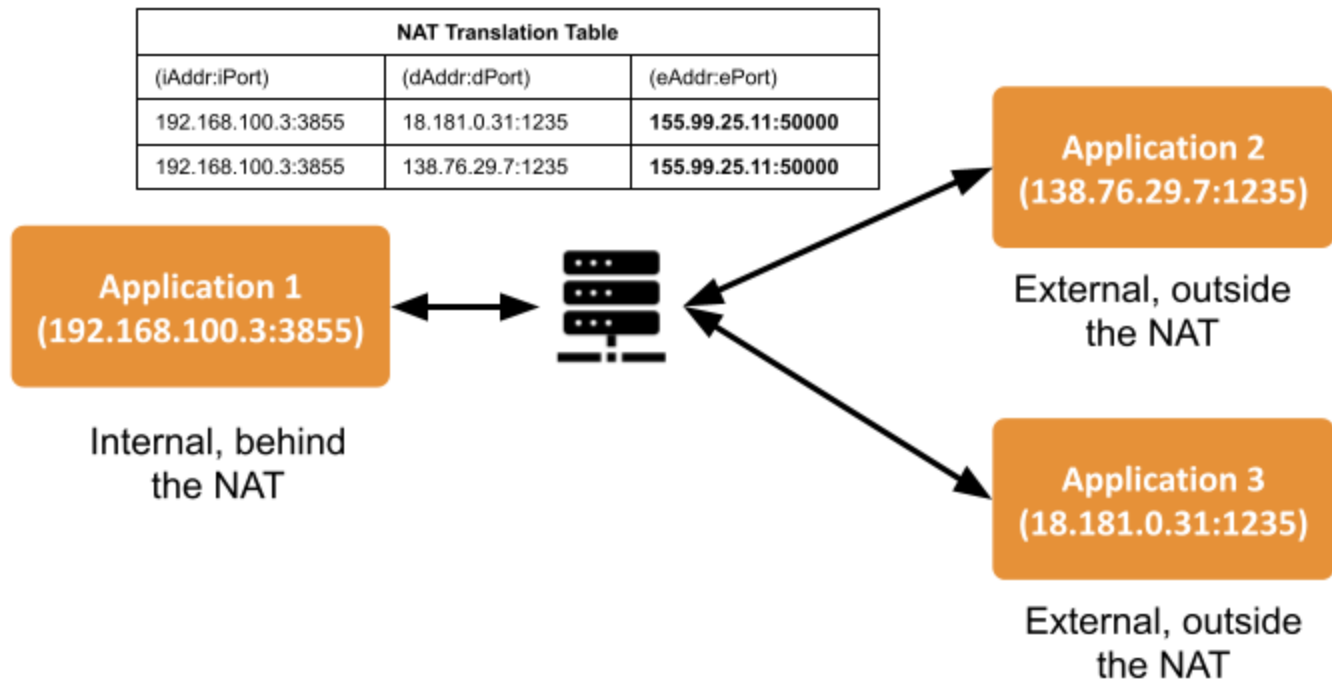 NAT Translation Table
(iAddr:iPort) (dAddr:dPort) (eAddr:ePort)
192.168.100.3:3855 18.181.0.31:1235 155.99.25.11:50000
192.168.100.3:3855 138.76.29.7:1235 155.99.25.11:50000
Application 1
(192.168.100.3:3855)
Internal, behind
the NAT
Application 2
(138.76.29.7:1235)
External, outside
the NAT
Application 3
(18.181.0.31:1235)
External, outside
the NAT